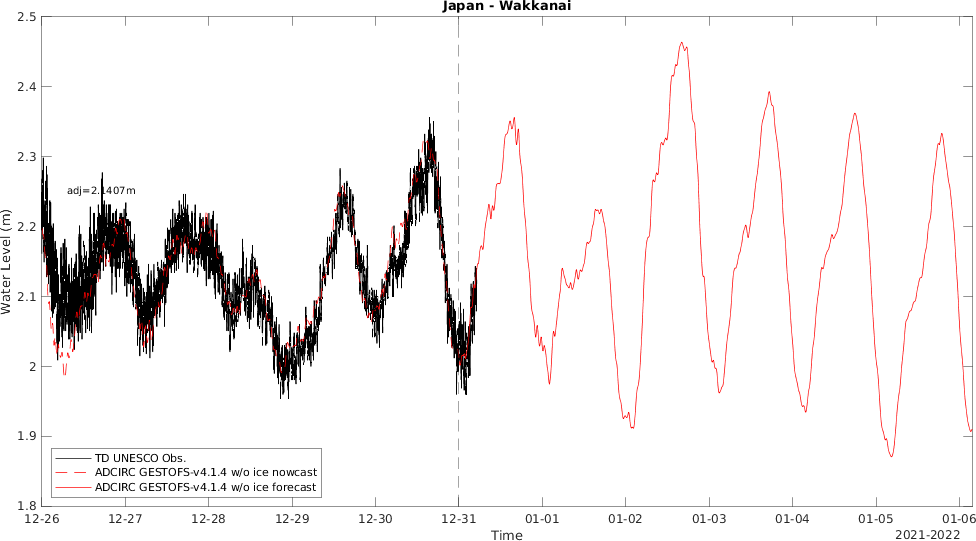 Japan - Wakkanai
2.5
2.4
2.3
2.2
2.1
2
1.9
1.8
Water Level (m)
adj=2.1407m
TD UNESCO Obs.
ADCIRC GESTOFS-v4.1.4 w/o ice nowcast
ADCIRC GESTOFS-v4.1.4 w/o ice forecast
12-26 12-27 12-28 12-29 12-30 12-31 01-01 01-02 01-03 01-04 01-05 01-06
Time
2021-2022